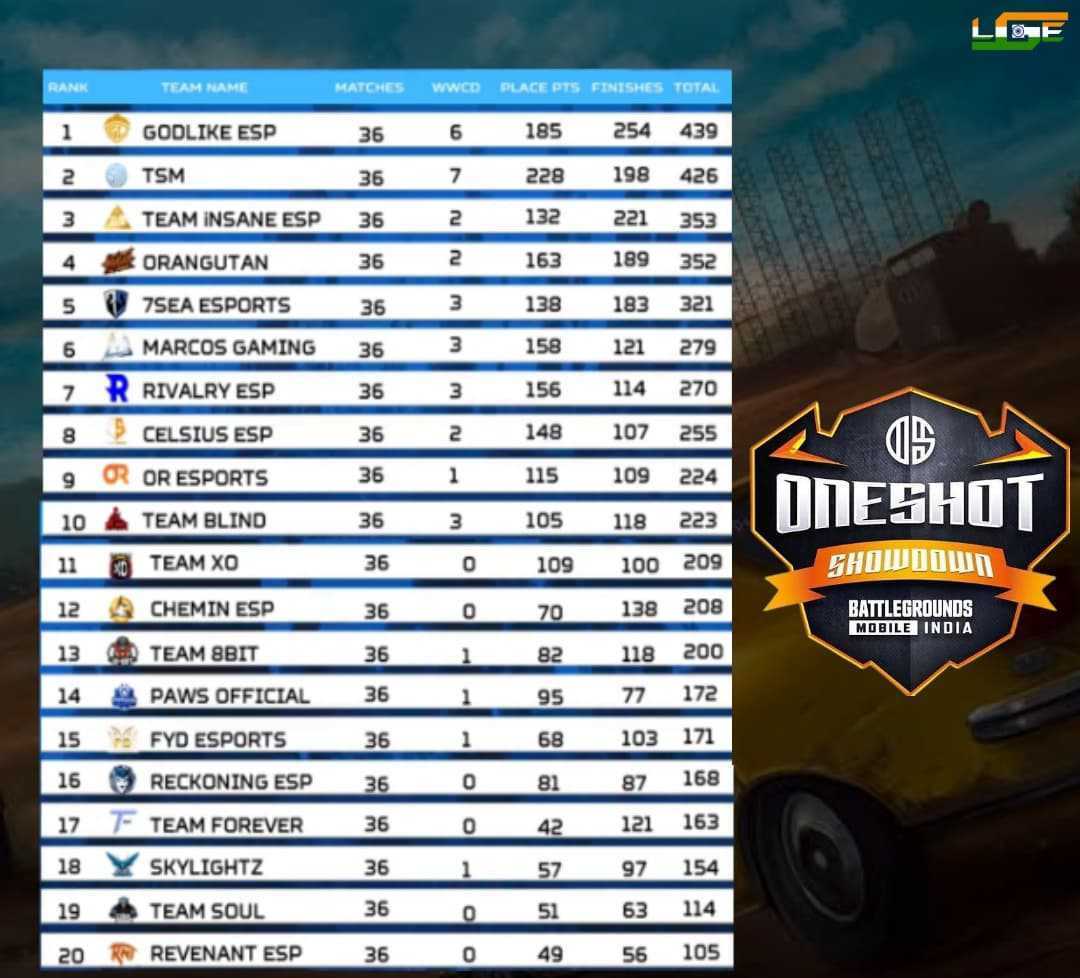 LGE
RANK TEAM NAME MATCHES WWCD PLACE PTS FINISHES TOTAL
1 GODLIKE ESP 36 6 185 254 439
2 TSM 36 7 228 198 426
3 TEAM iNSANE ESP 36 2 132 221 353
4 ORANGUTAN 36 2 163 189 352
5 7SEA ESPORTS 36 3 138 183 321
6 MARCOS GAMING 36 3 158 121 279
7 R RIVALRY ESP 36 3 156 114 270
8 CELSIUS ESP 36 2 148 107 255
9 OR OR ESPORTS 36 1 115 109 224
10 TEAM BLIND 36 3 105 118 223
11 XO TEAM XO 36 0 109 100 209
12 CHEMIN ESP 36 0 70 138 208
13 TEAM 8BIT 36 1 82 118 200
14 PAWS OFFICIAL 36 1 95 77 172
15 FYD ESPORTS 36 1 68 103 171
16 RECKONING ESP 36 0 81 87 168
17 TEAM FOREVER 36 0 42 121 163
18 SKYLIGHTZ 36 1 57 97 154
19 TEAM SOUL 36 0 51 63 114
20 REVENANT ESP 36 0 49 56 105
OS
ONESHOT
SHOWDOWN
BATTLEGROUNDS
MOBILE INDIA